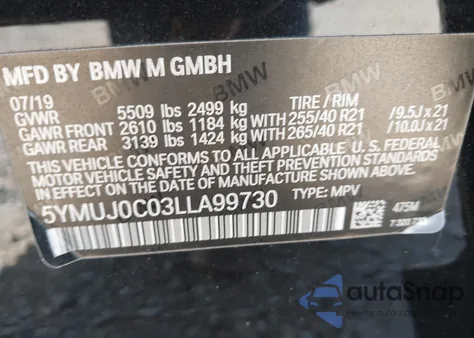 MFD BY BMW M GMBH
07/19
GVWR 5509 lbs 2499 kg TIRE / RIM
GAWR FRONT 2610 lbs 1184 kg WITH 255/40 R21 /9.5J x 21
GAWR REAR 3139 lbs 1424 kg WITH 265/40 R21 /10.0J x 21
THIS VEHICLE CONFORMS TO ALL APPLICABLE U.S. FEDERAL
MOTOR VEHICLE SAFETY AND THEFT PREVENTION STANDARDS
IN EFFECT ON THE DATE OF MANUFACTURE SHOWN ABOVE.
5YMUJ0C03LLA99730 TYPE: MPV
475M
BMW
BMW
BMW
autoSnap